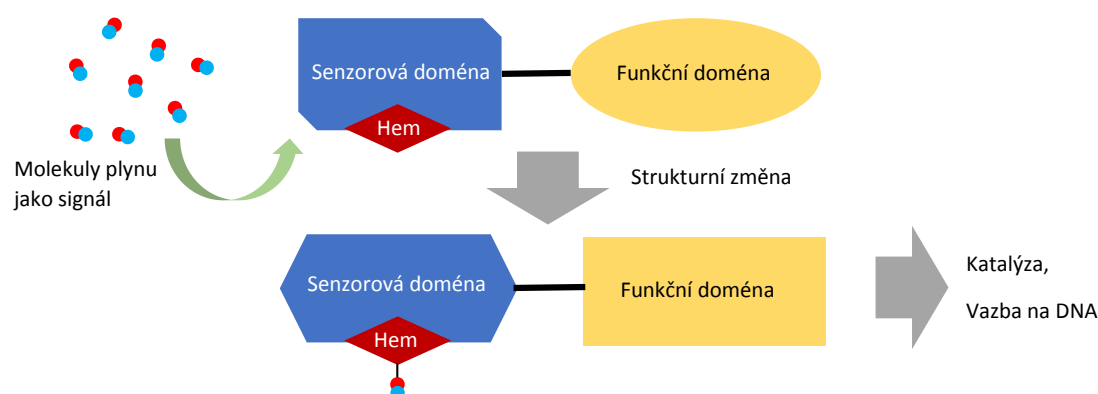 Senzorová doména
Funkční doména
Hem
Molekuly plynu
jako signál
Strukturní změna
Senzorová doména
Funkční doména
Hem
Katalýza,
Vazba na DNA